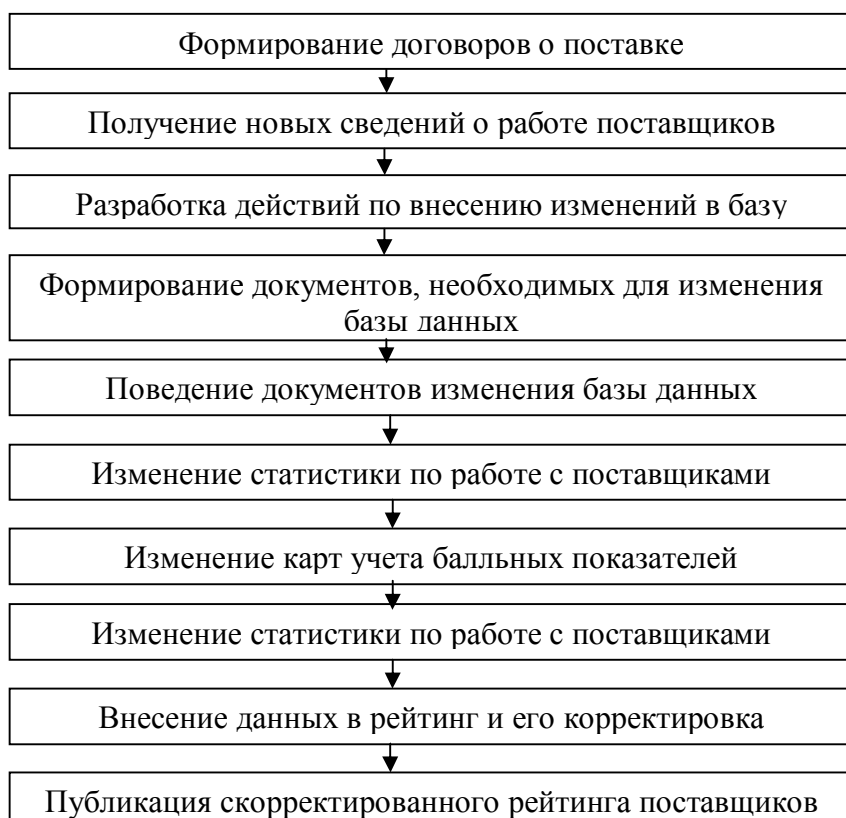 Формирование договоров о поставке
Получение новых сведений о работе поставщиков
Разработка действий по внесению изменений в базу
Формирование документов, необходимых для изменения
базы данных
Поведение документов изменения базы данных
Изменение статистики по работе с поставщиками
Изменение карт учета балльных показателей
Изменение статистики по работе с поставщиками
Внесение данных в рейтинг и его корректировка
Публикация скорректированного рейтинга поставщиков